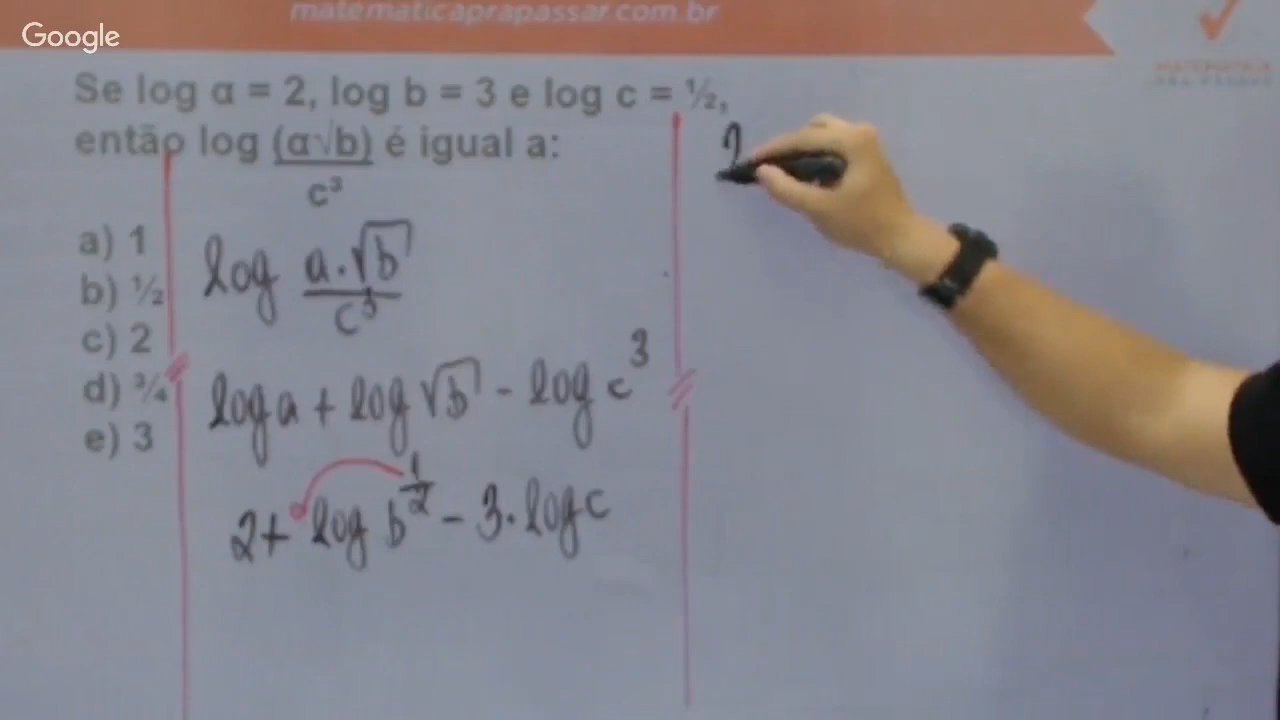 matematicaprapassar.com.br
Google
Se log a = 2, log b = 3 e log c = ½,
então log (a√b) é igual a:
c³
a) 1
b) ½
c) 2
d) ¾
e) 3
log a.√b
c³
log a + log √b - log c³
2+ log b^1/2 - 3. log c
2